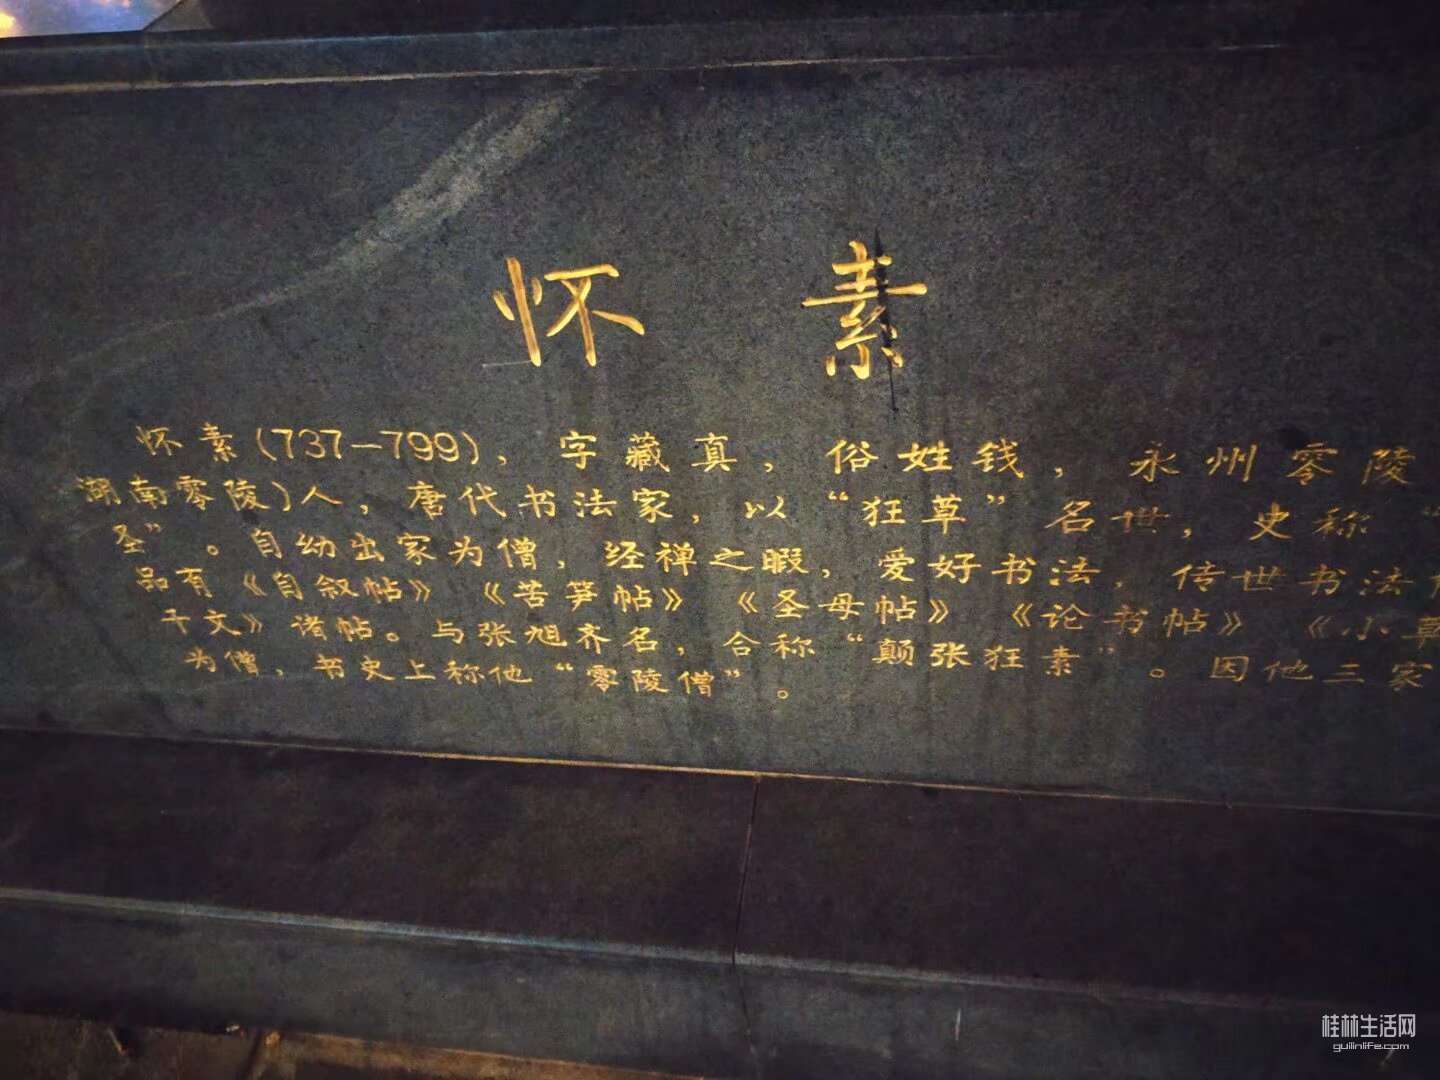 怀素
怀素(737—799)，字藏真，俗姓钱，永州零陵
湖南零陵)人，唐代书法家，以“狂草”名世，史称“
圣”。自幼出家为僧，经禅之暇，爱好书法，传世书法
品有《自叙帖》《苦笋帖》《圣母帖》《论书帖》《小草
千文》诸帖。与张旭齐名，合称“颠张狂素”。因他三家
为僧，书史上称他“零陵僧”。
桂林生活网
guilinlife.com